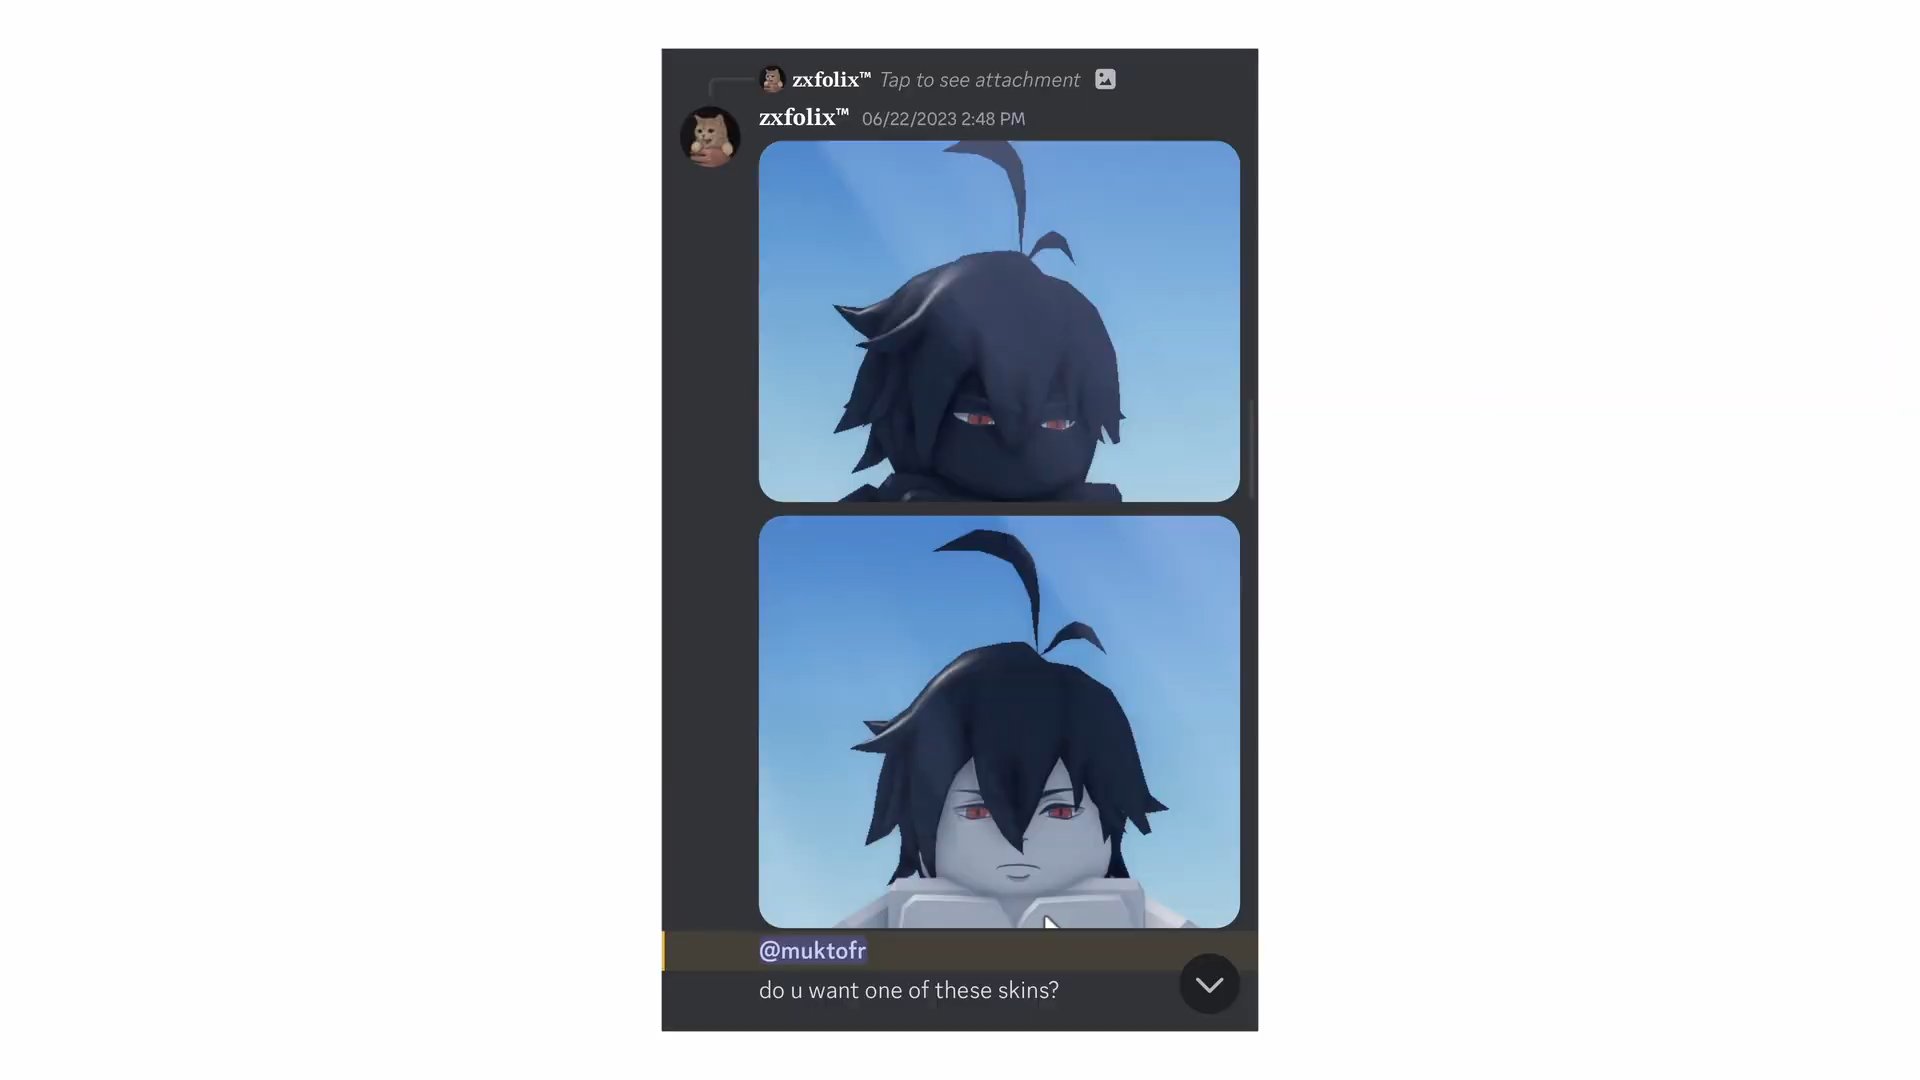 zxfolix™ Tap to see attachment
zxfolix™ 06/22/2023 2:48 PM
@muktofr
do u want one of these skins?